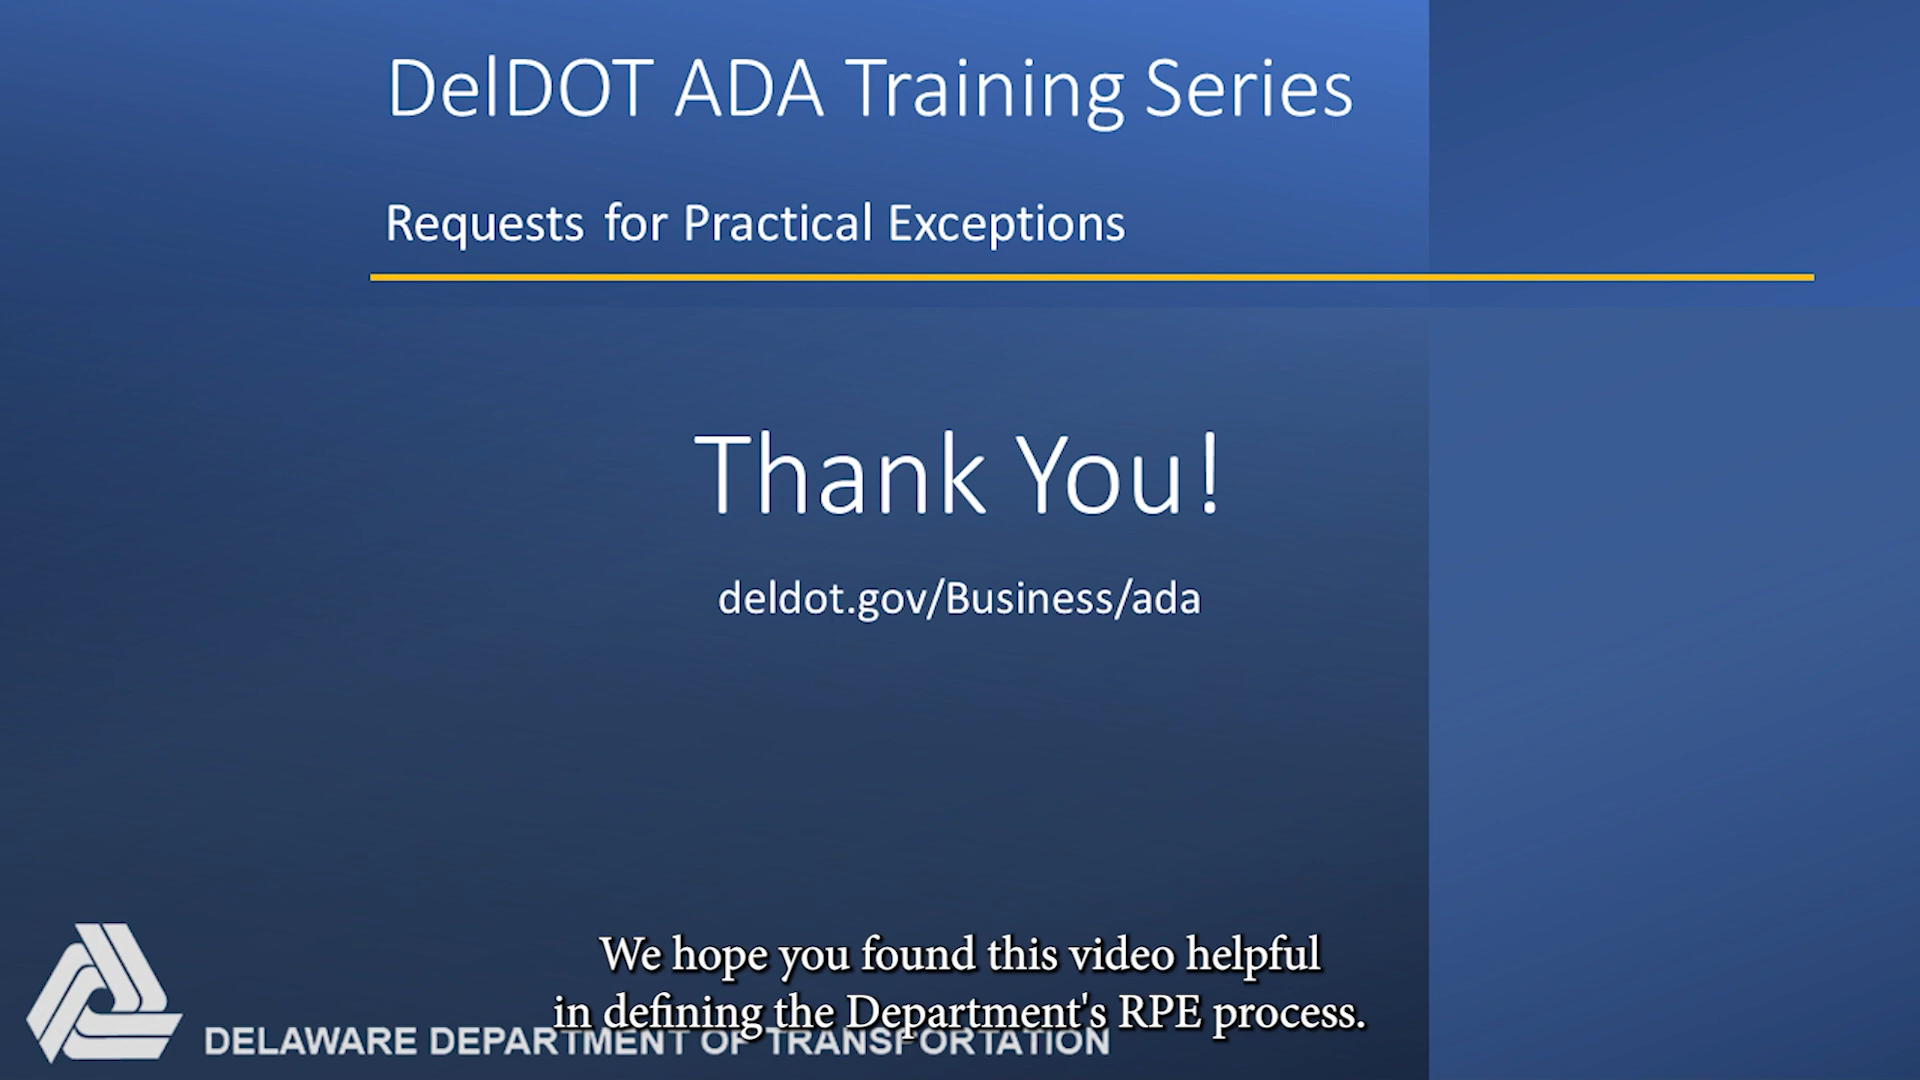 DelDOT ADA Training Series
Requests for Practical Exceptions
Thank You!
deldot.gov/Business/ada
We hope you found this video helpful
in defining the Department's RPE process.
DELAWARE DEPARTMENT OF TRANSPORTATION